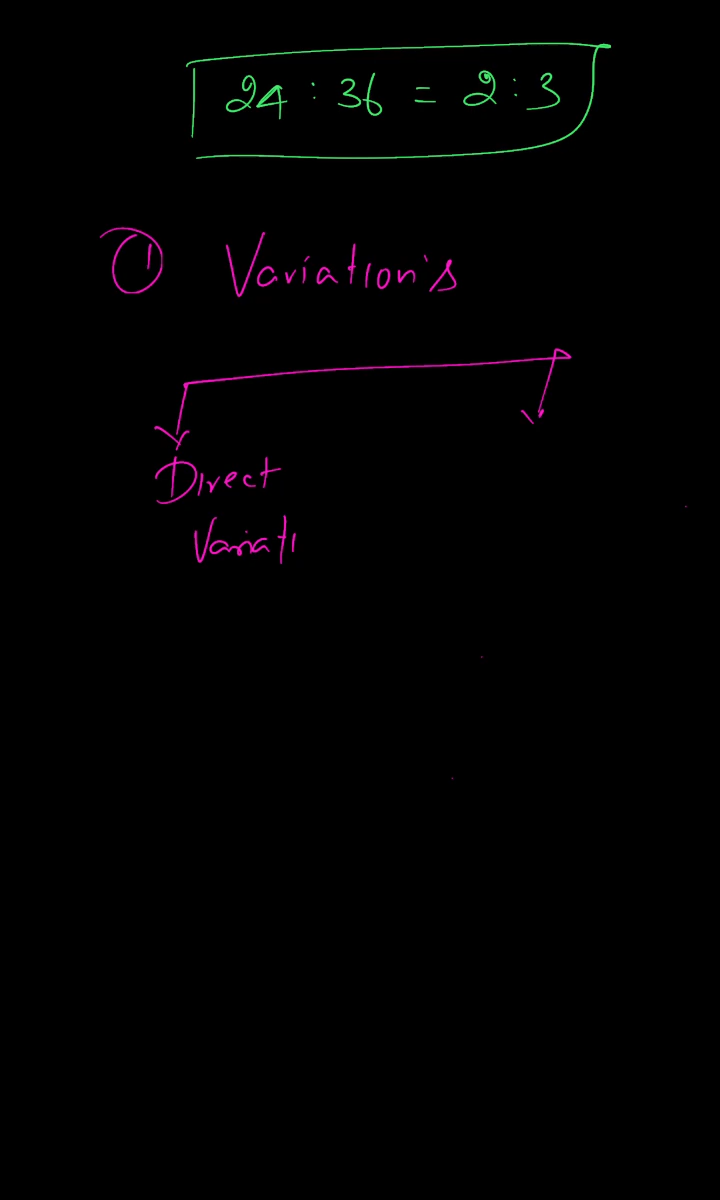 24 : 36 = 2 : 3
① Variation's
Direct
Variati